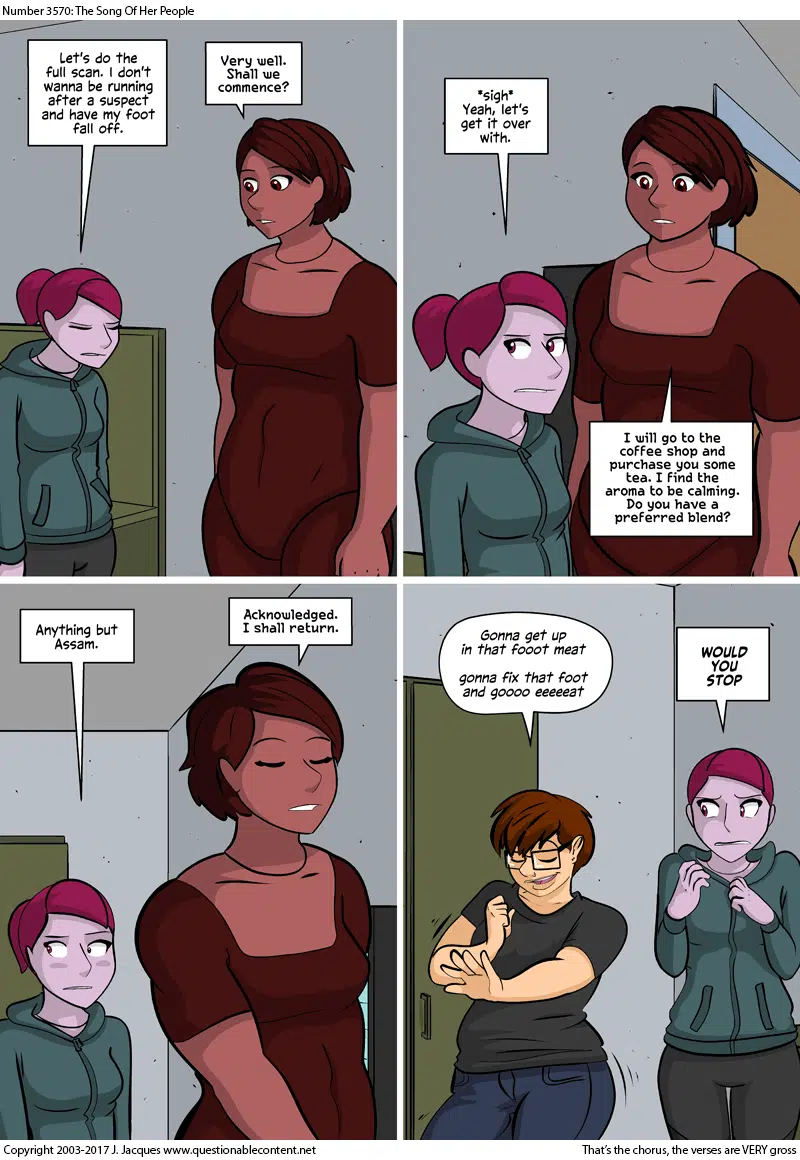 Number 3570: The Song Of Her People
Let's do the
full scan. I don't
wanna be running
after a suspect
and have my foot
fall off.
Very well.
Shall we
commence?
*sigh*
Yeah, let's
get it over
with.
I will go to the
coffee shop and
purchase you some
tea. I find the
aroma to be calming.
Do you have a
preferred blend?
Anything but
Assam.
Acknowledged.
I shall return.
Gonna get up
in that fooot meat
gonna fix that foot
and goooo eeeeeat
WOULD
YOU
STOP
Copyright 2003-2017 J. Jacques www.questionablecontent.net
That's the chorus, the verses are VERY gross